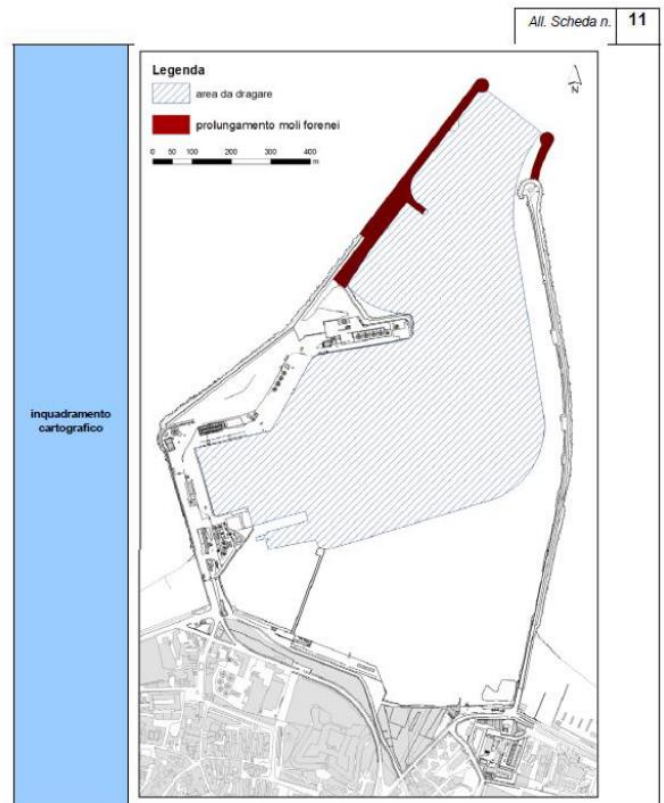 All. Scheda n. 11
Legenda
area da dragare
prolungamento moli forenei
0 50 100 200 300 400
m
N
inquadramento
cartografico